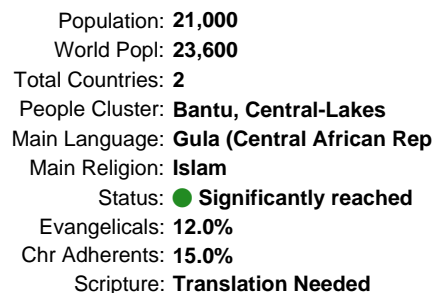 Population: 21,000
World Popl: 23,600
Total Countries: 2
People Cluster: Bantu, Central-Lakes
Main Language: Gula (Central African Rep
Main Religion: Islam
Status: Significantly reached
Evangelicals: 12.0%
Chr Adherents: 15.0%
Scripture: Translation Needed